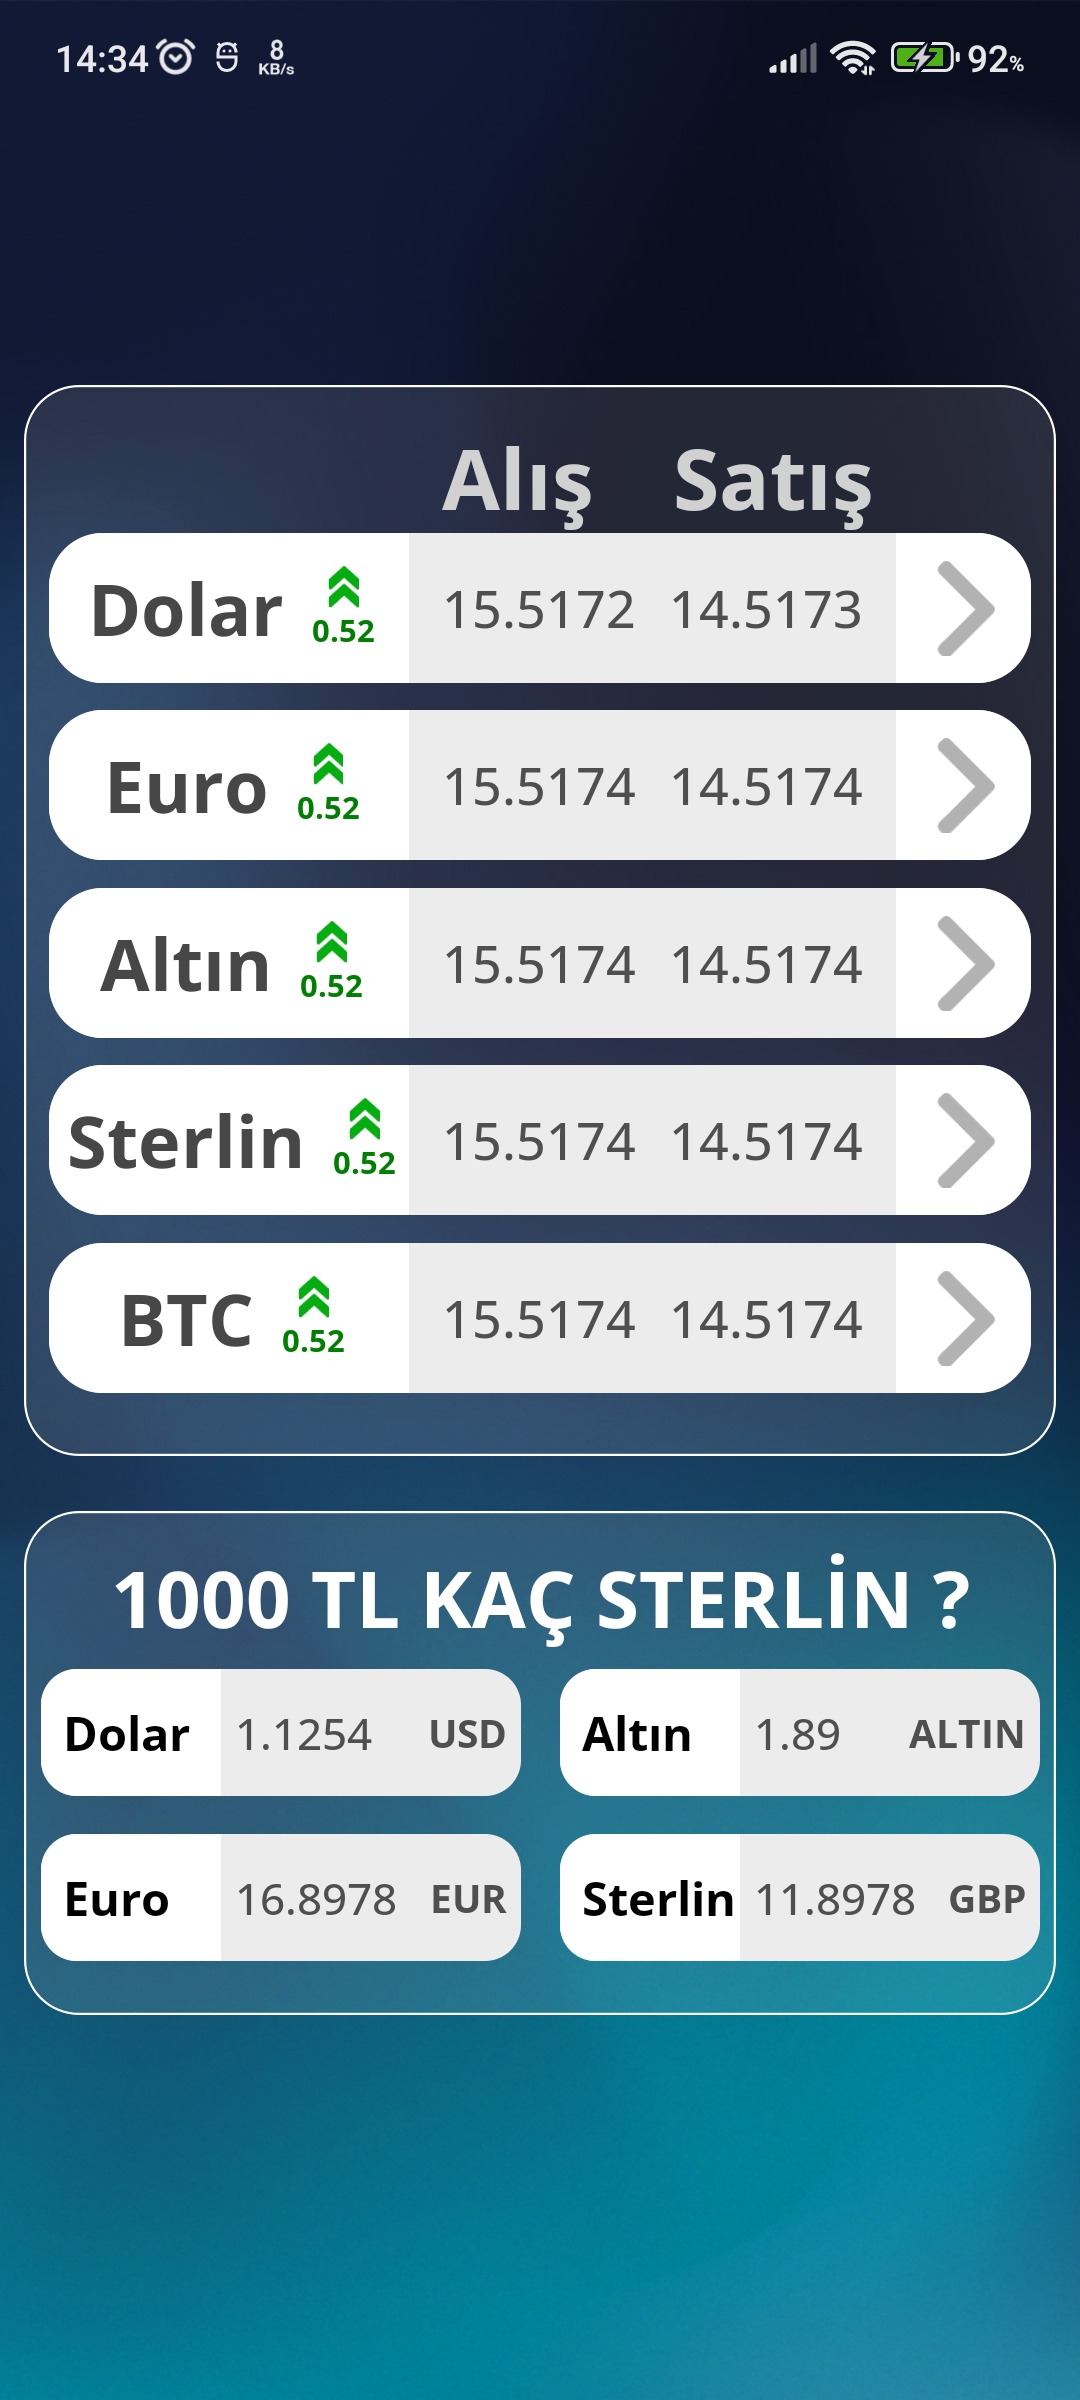 14:34 8 KB/s 92%
Alış Satış
Dolar 0.52 15.5172 14.5173
Euro 0.52 15.5174 14.5174
Altın 0.52 15.5174 14.5174
Sterlin 0.52 15.5174 14.5174
BTC 0.52 15.5174 14.5174
1000 TL KAÇ STERLİN ?
Dolar 1.1254 USD Altın 1.89 ALTIN
Euro 16.8978 EUR Sterlin 11.8978 GBP